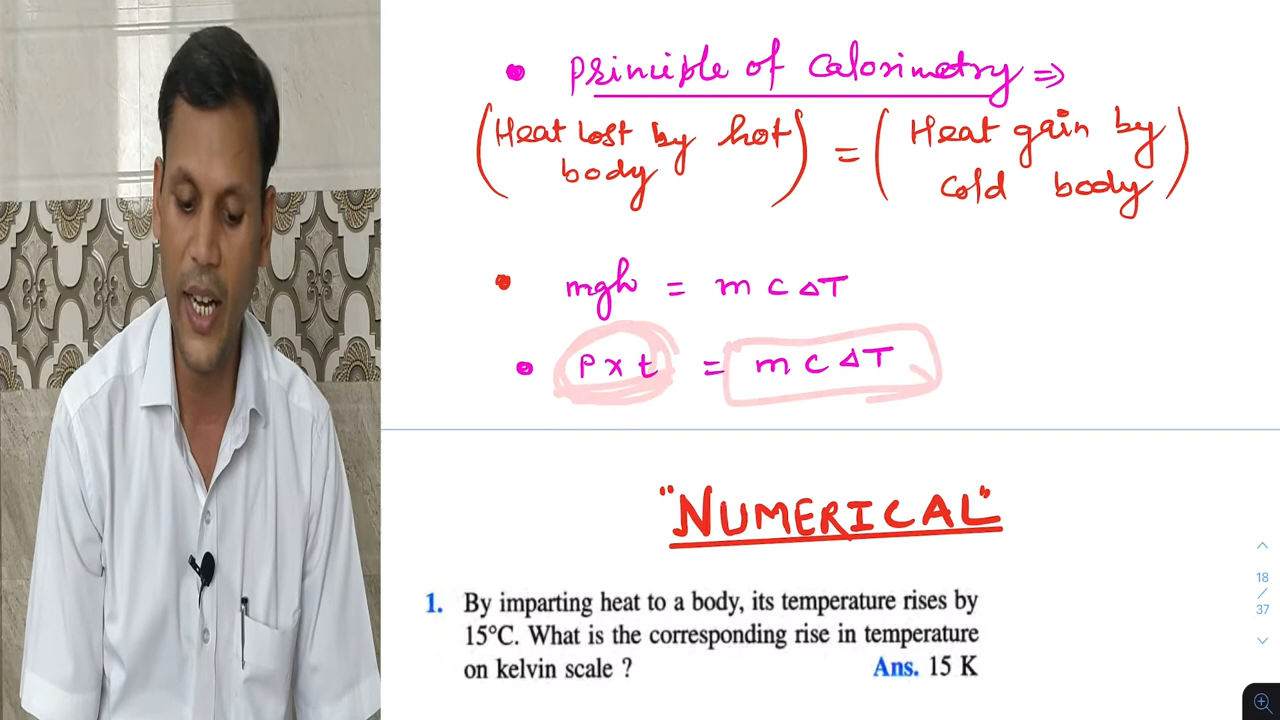 • Principle of Calorimetry ⇒
(Heat lost by hot body) = (Heat gain by cold body)
• mgh = m c ΔT
• P x t = m c ΔT
"NUMERICAL"
1. By imparting heat to a body, its temperature rises by
15°C. What is the corresponding rise in temperature
on kelvin scale ? Ans. 15 K
18
/
37